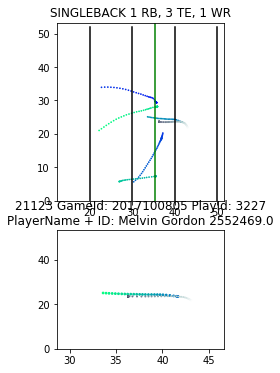 SINGLEBACK 1 RB, 3 TE, 1 WR
50
40
30
20
10
0
20 30 40 50
21123 GameId: 2017100805 PlayId: 3227
PlayerName + ID: Melvin Gordon 2552469.0
40
20
0
30 35 40 45